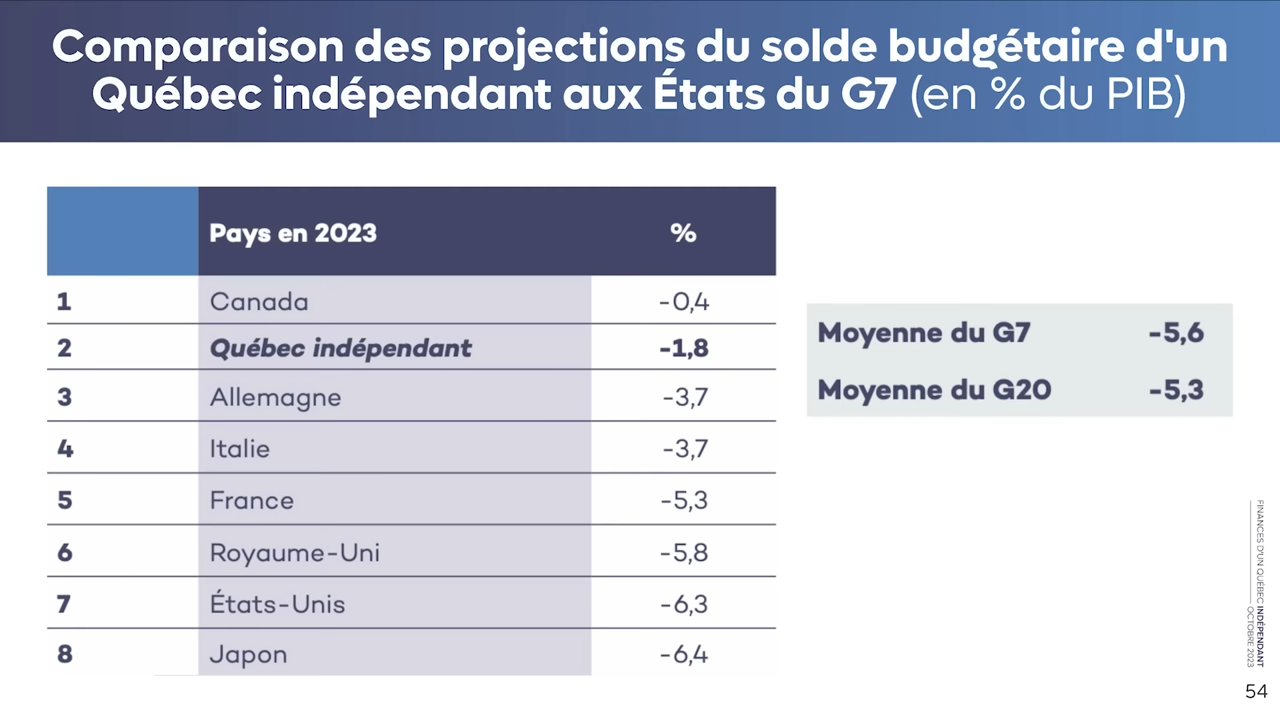 Comparaison des projections du solde budgétaire d'un
Québec indépendant aux États du G7 (en % du PIB)
Pays en 2023 %
1 Canada -0,4
2 Québec indépendant -1,8
3 Allemagne -3,7
4 Italie -3,7
5 France -5,3
6 Royaume-Uni -5,8
7 États-Unis -6,3
8 Japon -6,4
Moyenne du G7 -5,6
Moyenne du G20 -5,3
FINANCES D'UN QUÉBEC INDÉPENDANT
OCTOBRE 2023
54